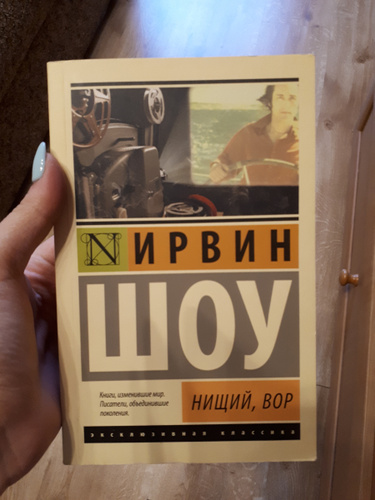 N ИРВИН
ШОУ
Книги, изменившие мир.
Писатели, объединившие
поколения.
НИЩИЙ, ВОР
эксклюзивная классика